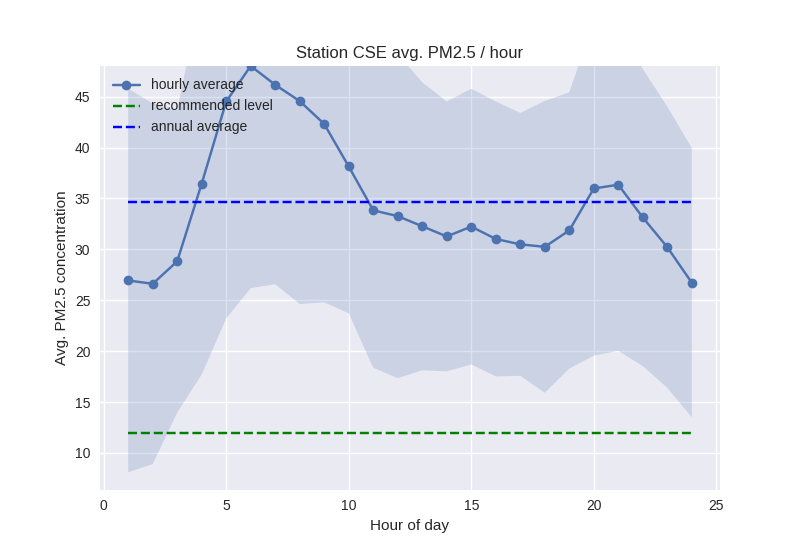 Station CSE avg. PM2.5 / hour
hourly average
recommended level
annual average
Avg. PM2.5 concentration
45
40
35
30
25
20
15
10
0 5 10 15 20 25
Hour of day